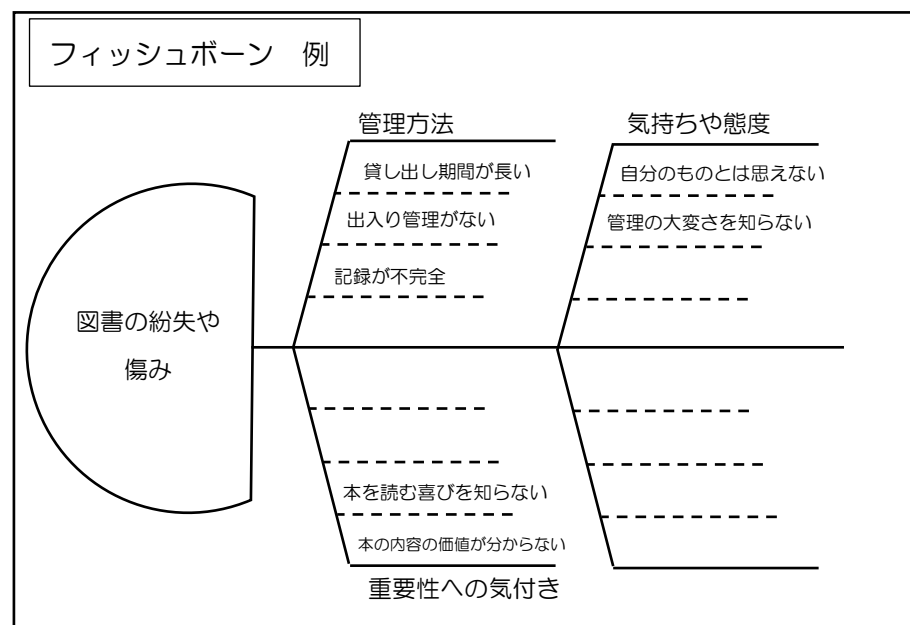 フィッシュボーン 例
管理方法
貸し出し期間が長い
出入り管理がない
記録が不完全
気持ちや態度
自分のものとは思えない
管理の大変さを知らない
図書の紛失や
傷み
本を読む喜びを知らない
本の内容の価値が分からない
重要性への気付き